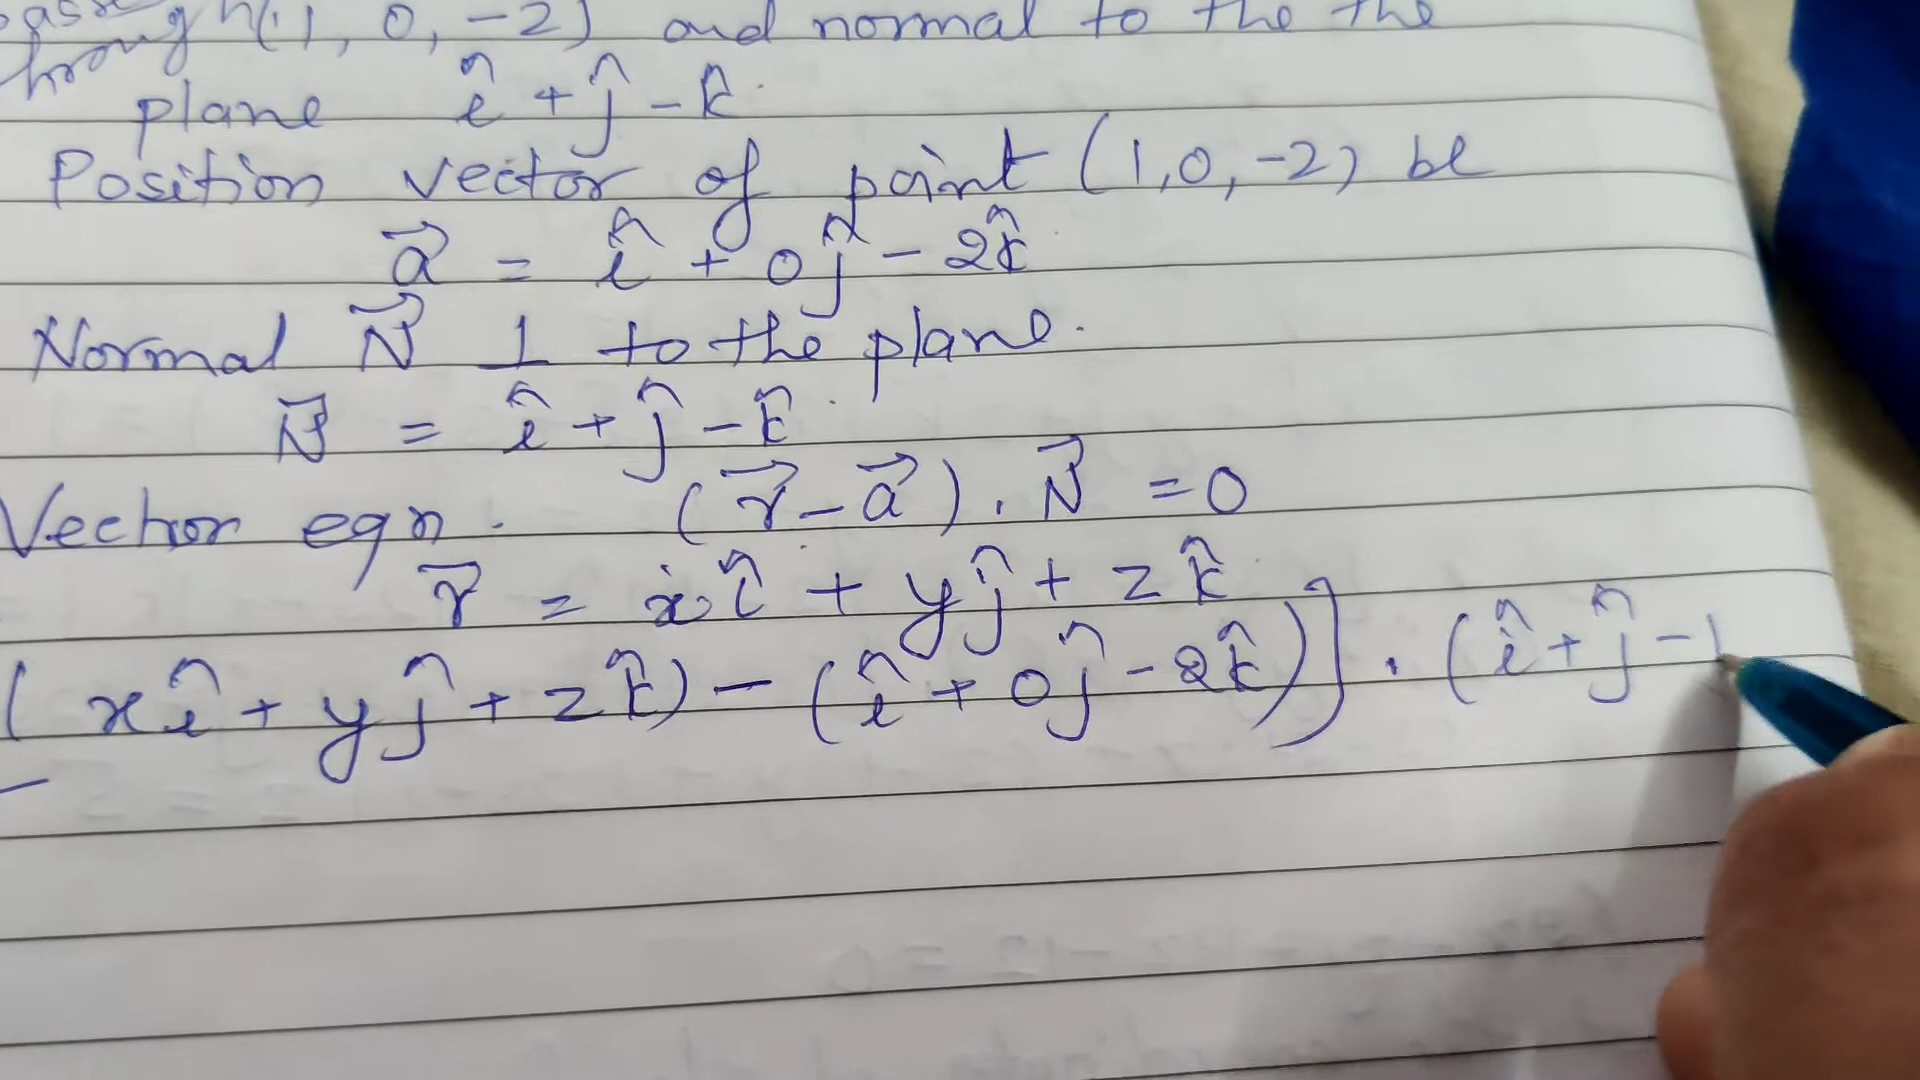 through (1, 0, -2) and normal to the the
plane î + ĵ - k̂.
Position vector of point (1,0,-2) be
a⃗ = î + 0ĵ - 2k̂
Normal N⃗ ⊥ to the plane.
N⃗ = î + ĵ - k̂.
Vector eqn. (r⃗ - a⃗). N⃗ = 0
r⃗ = xî + yĵ + zk̂
( xî + yĵ + zk̂) - (î + 0ĵ - 2k̂)] . (î + ĵ -